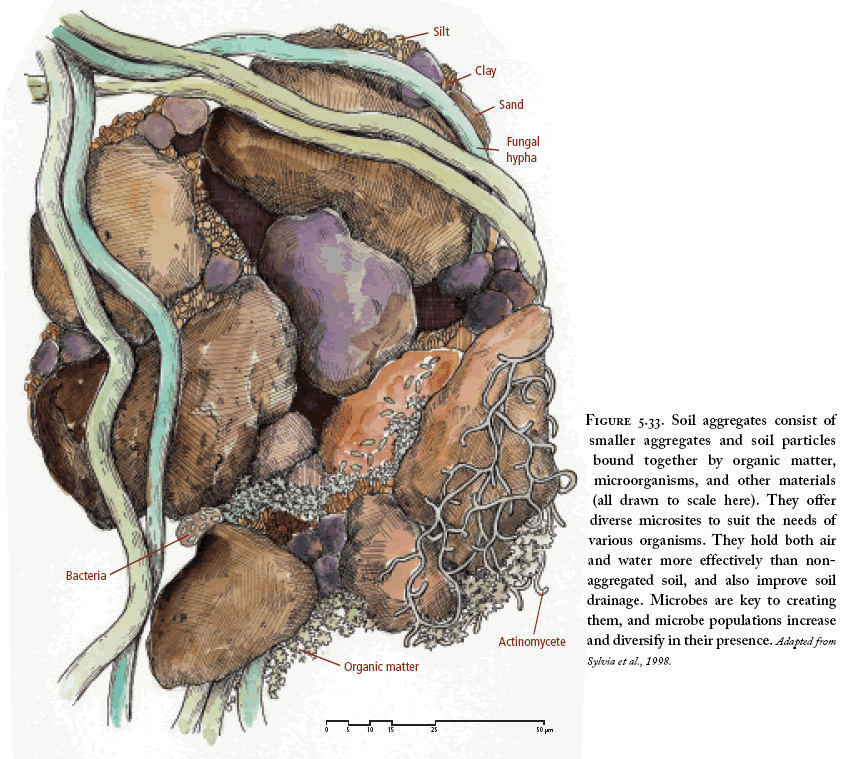 Silt
Clay
Sand
Fungal
hypha
FIGURE 5.33. Soil aggregates consist of
smaller aggregates and soil particles
bound together by organic matter,
microorganisms, and other materials
(all drawn to scale here). They offer
diverse microsites to suit the needs of
various organisms. They hold both air
and water more effectively than non-
aggregated soil, and also improve soil
drainage. Microbes are key to creating
them, and microbe populations increase
and diversify in their presence. Adapted from
Sylvia et al., 1998.
Bacteria
Actinomycete
Organic matter
0 5 10 15 25 50 µm